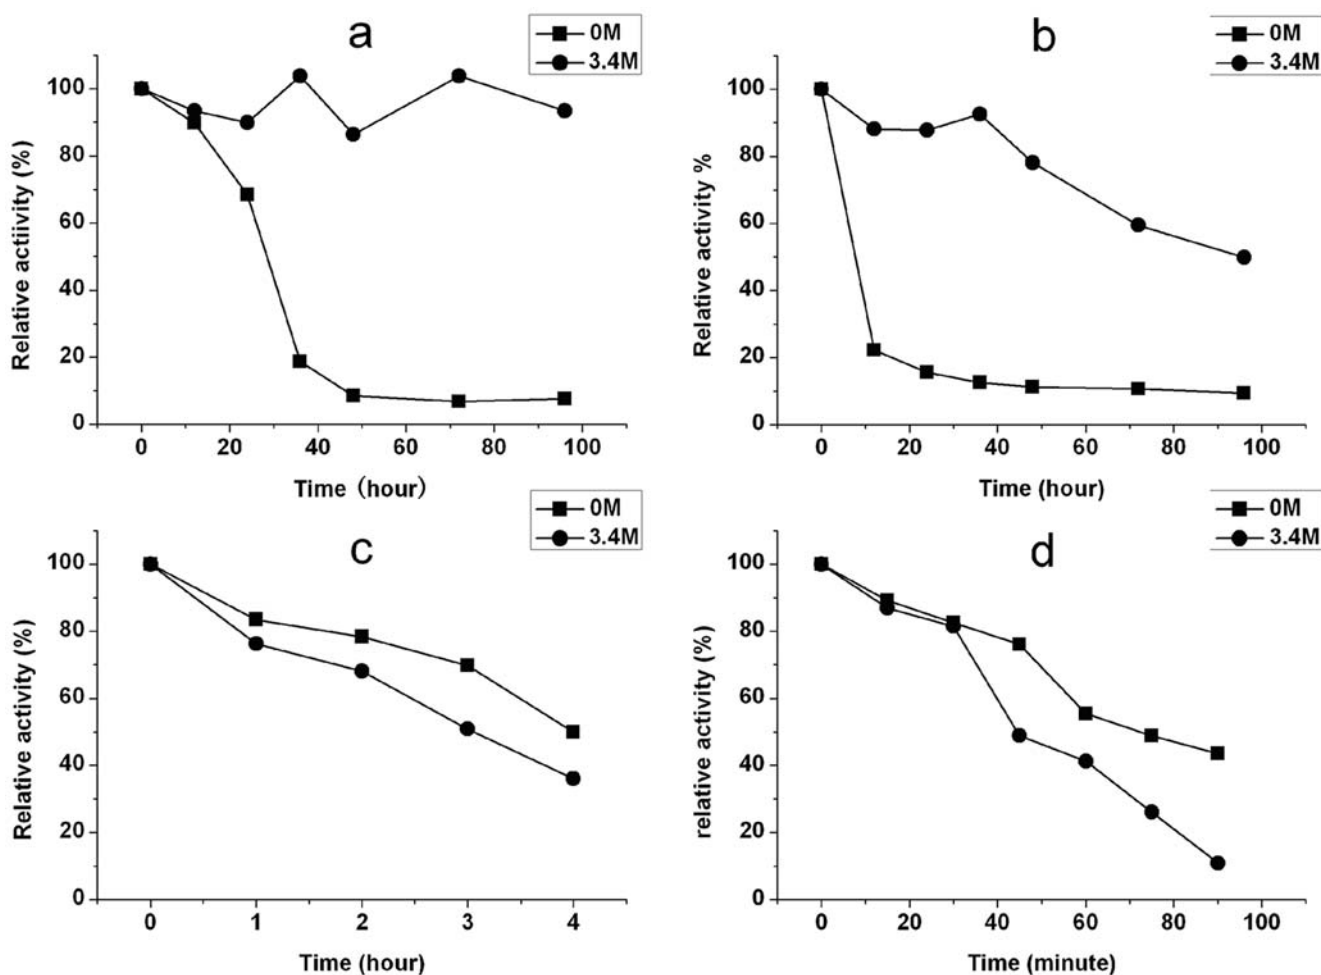 a
0M
3.4M
100
80
60
40
20
0
Relative actiivity (%)
0 20 40 60 80 100
Time (hour)
b
0M
3.4M
100
80
60
40
20
0
Relative activity %
0 20 40 60 80 100
Time (hour)
c
0M
3.4M
100
80
60
40
20
0
Relative activity (%)
0 1 2 3 4
Time (hour)
d
0M
3.4M
100
80
60
40
20
0
relative activity (%)
0 20 40 60 80 100
Time (minute)